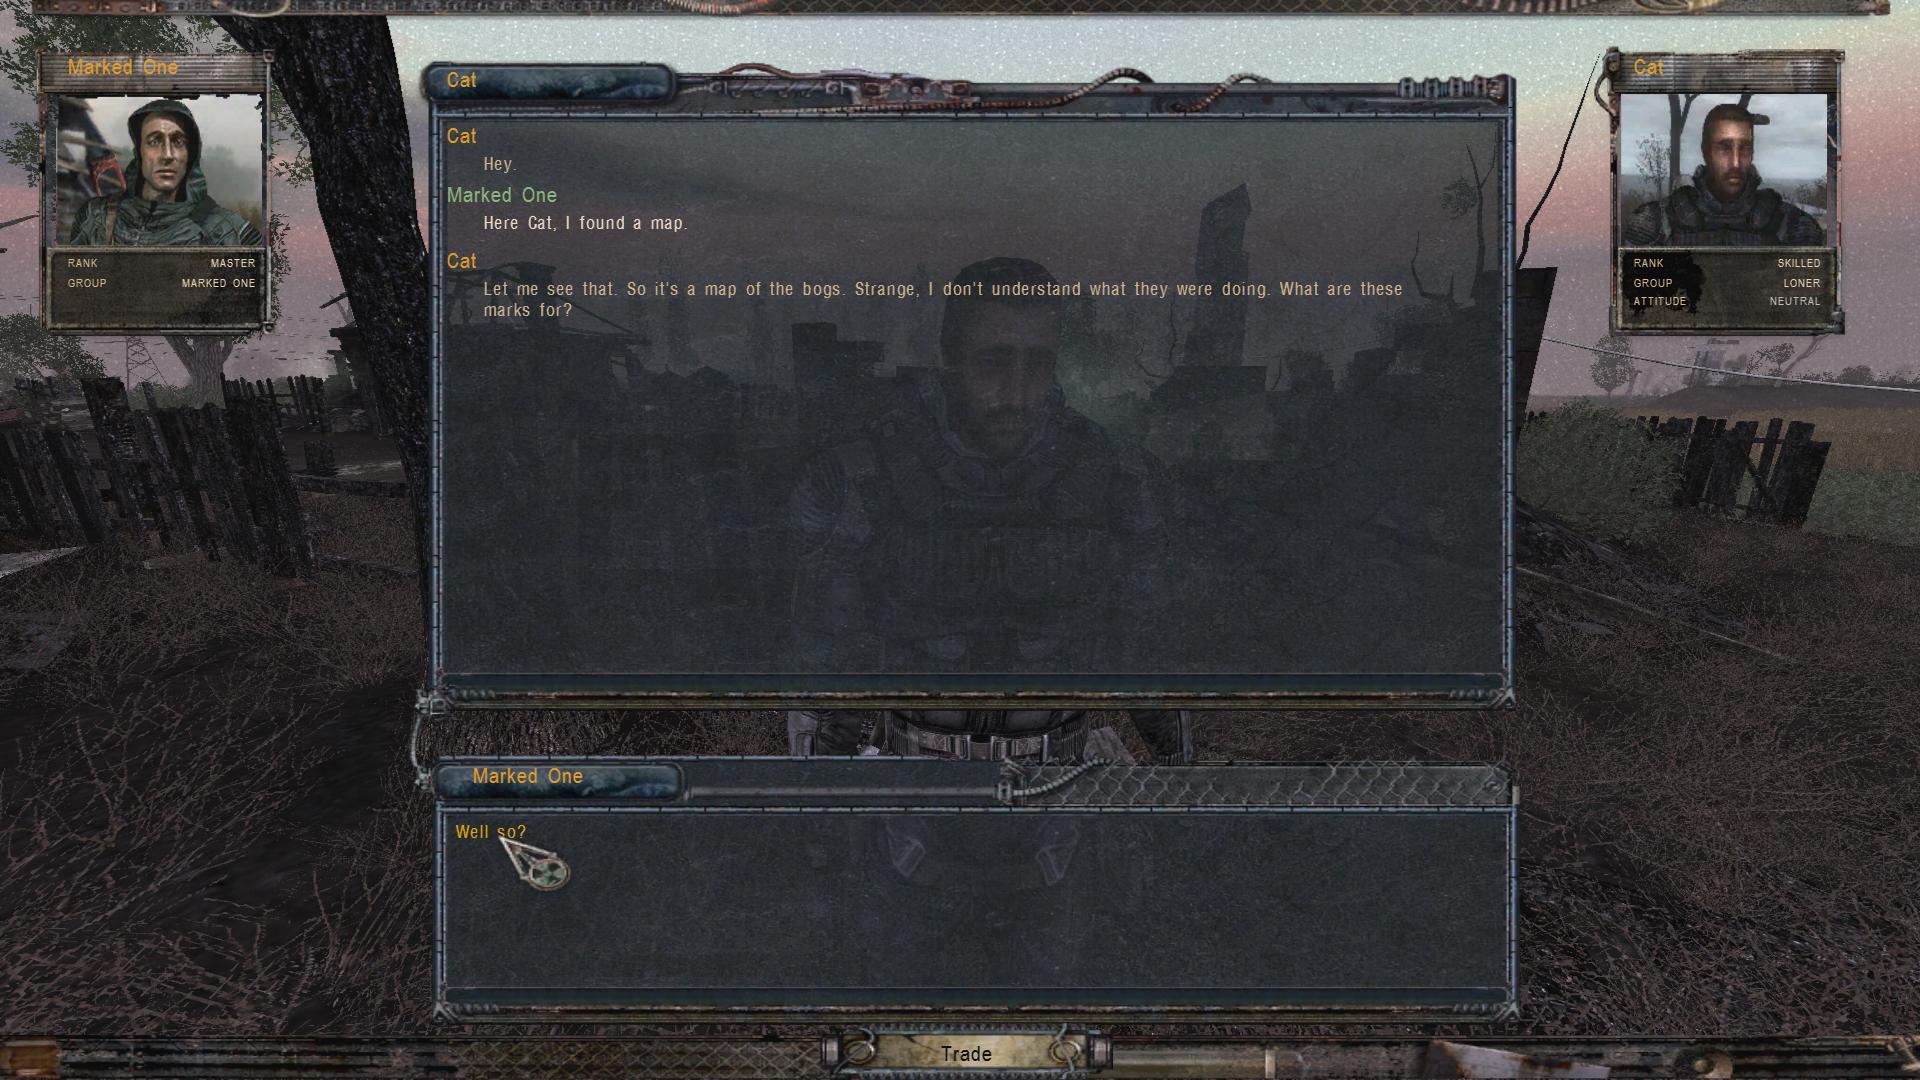 Marked One
RANK MASTER
GROUP MARKED ONE
Cat
Cat
Hey.
Marked One
Here Cat, I found a map.
Cat
Let me see that. So it's a map of the bogs. Strange, I don't understand what they were doing. What are these
marks for?
Cat
RANK SKILLED
GROUP LONER
ATTITUDE NEUTRAL
Marked One
Well so?
Trade